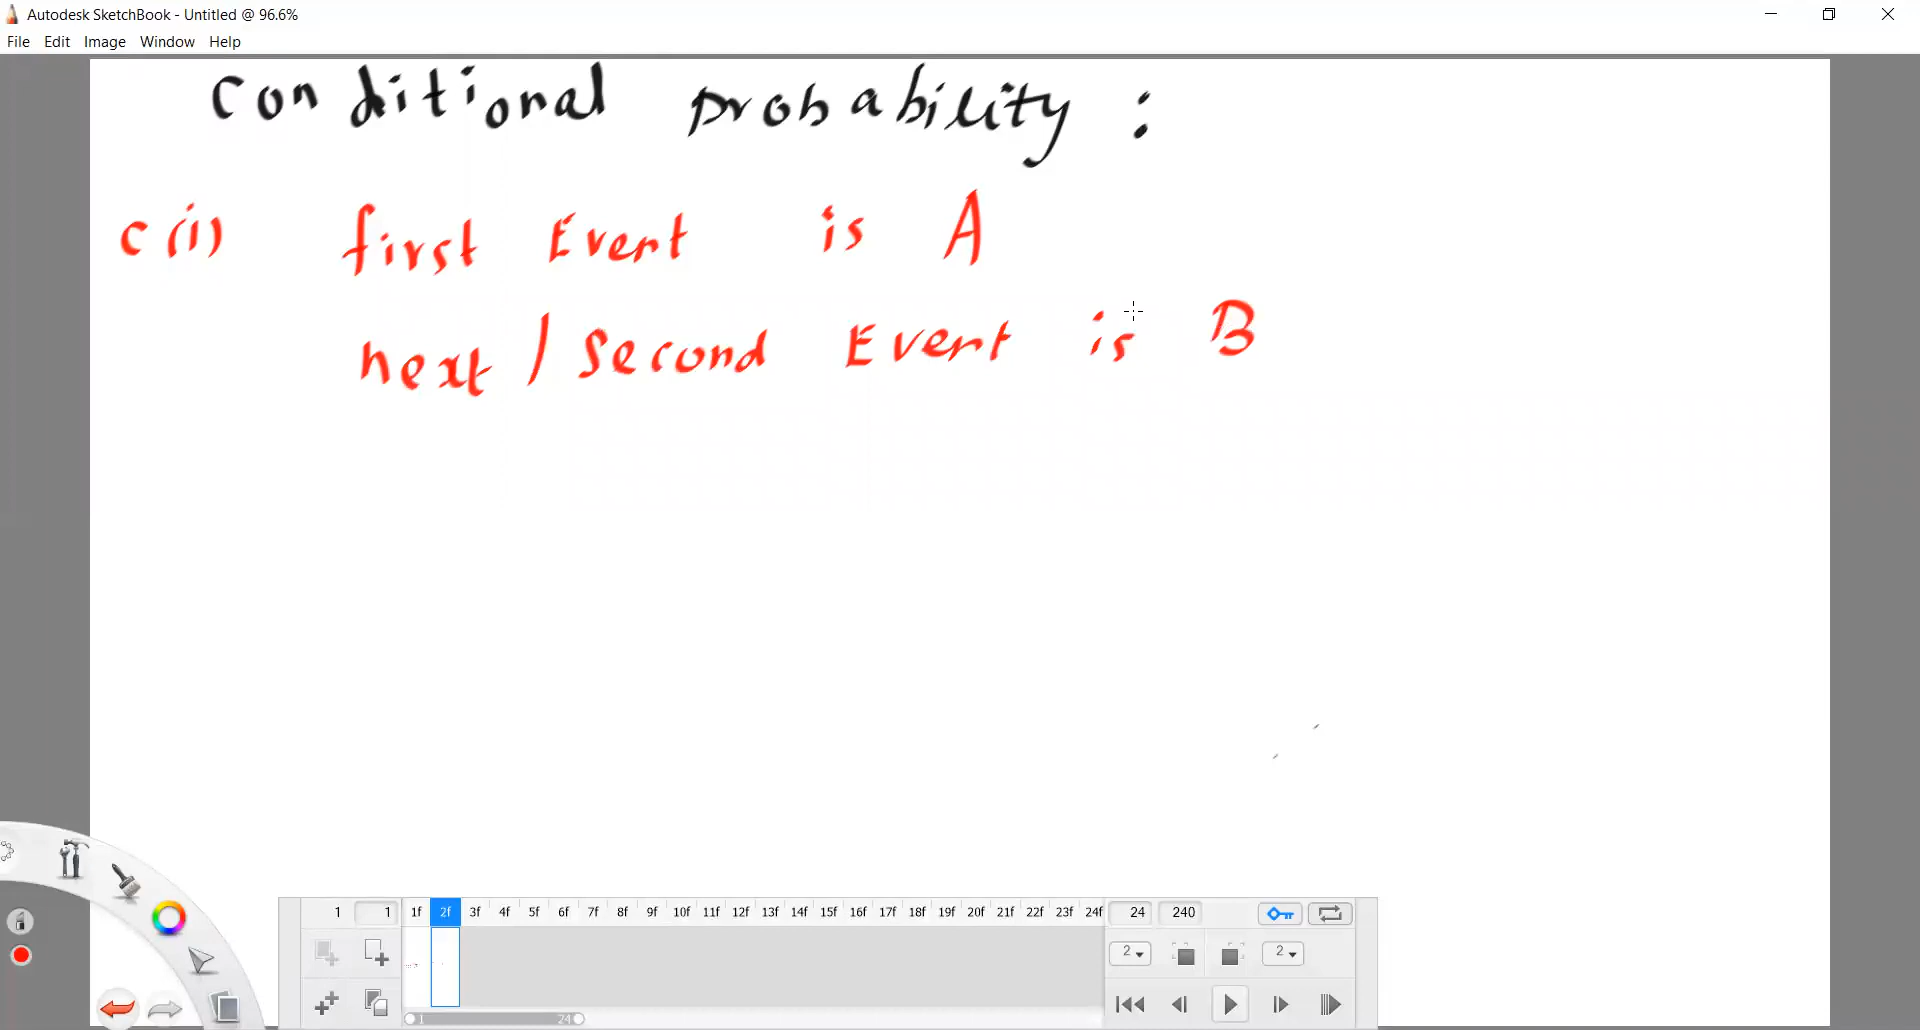 Autodesk SketchBook - Untitled @ 96.6%
File Edit Image Window Help
Conditional probability :
C(i) first Event is A
next / Second Event is B
1 1 1f 2f 3f 4f 5f 6f 7f 8f 9f 10f 11f 12f 13f 14f 15f 16f 17f 18f 19f 20f 21f 22f 23f 24f 24 240
2 2
1 24